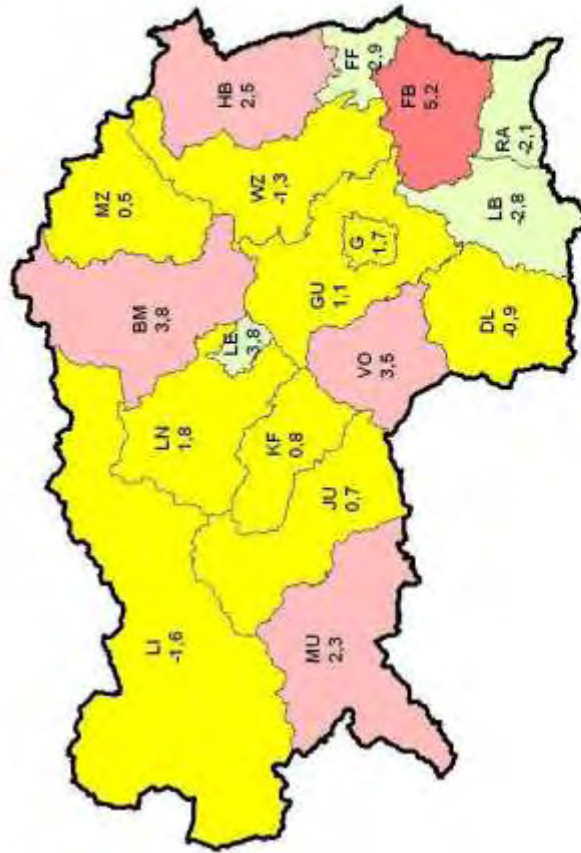 MZ
0,5
BM
3,8
LI
-1,6
LN
1,8
HB
2,5
LE
-3,8
WZ
-1,3
KF
0,8
MU
2,3
GU
1,1
JU
0,7
FF
-2,9
G
1,7
VO
3,5
FB
5,2
DL
-0,9
LB
-2,8
RA
-2,1